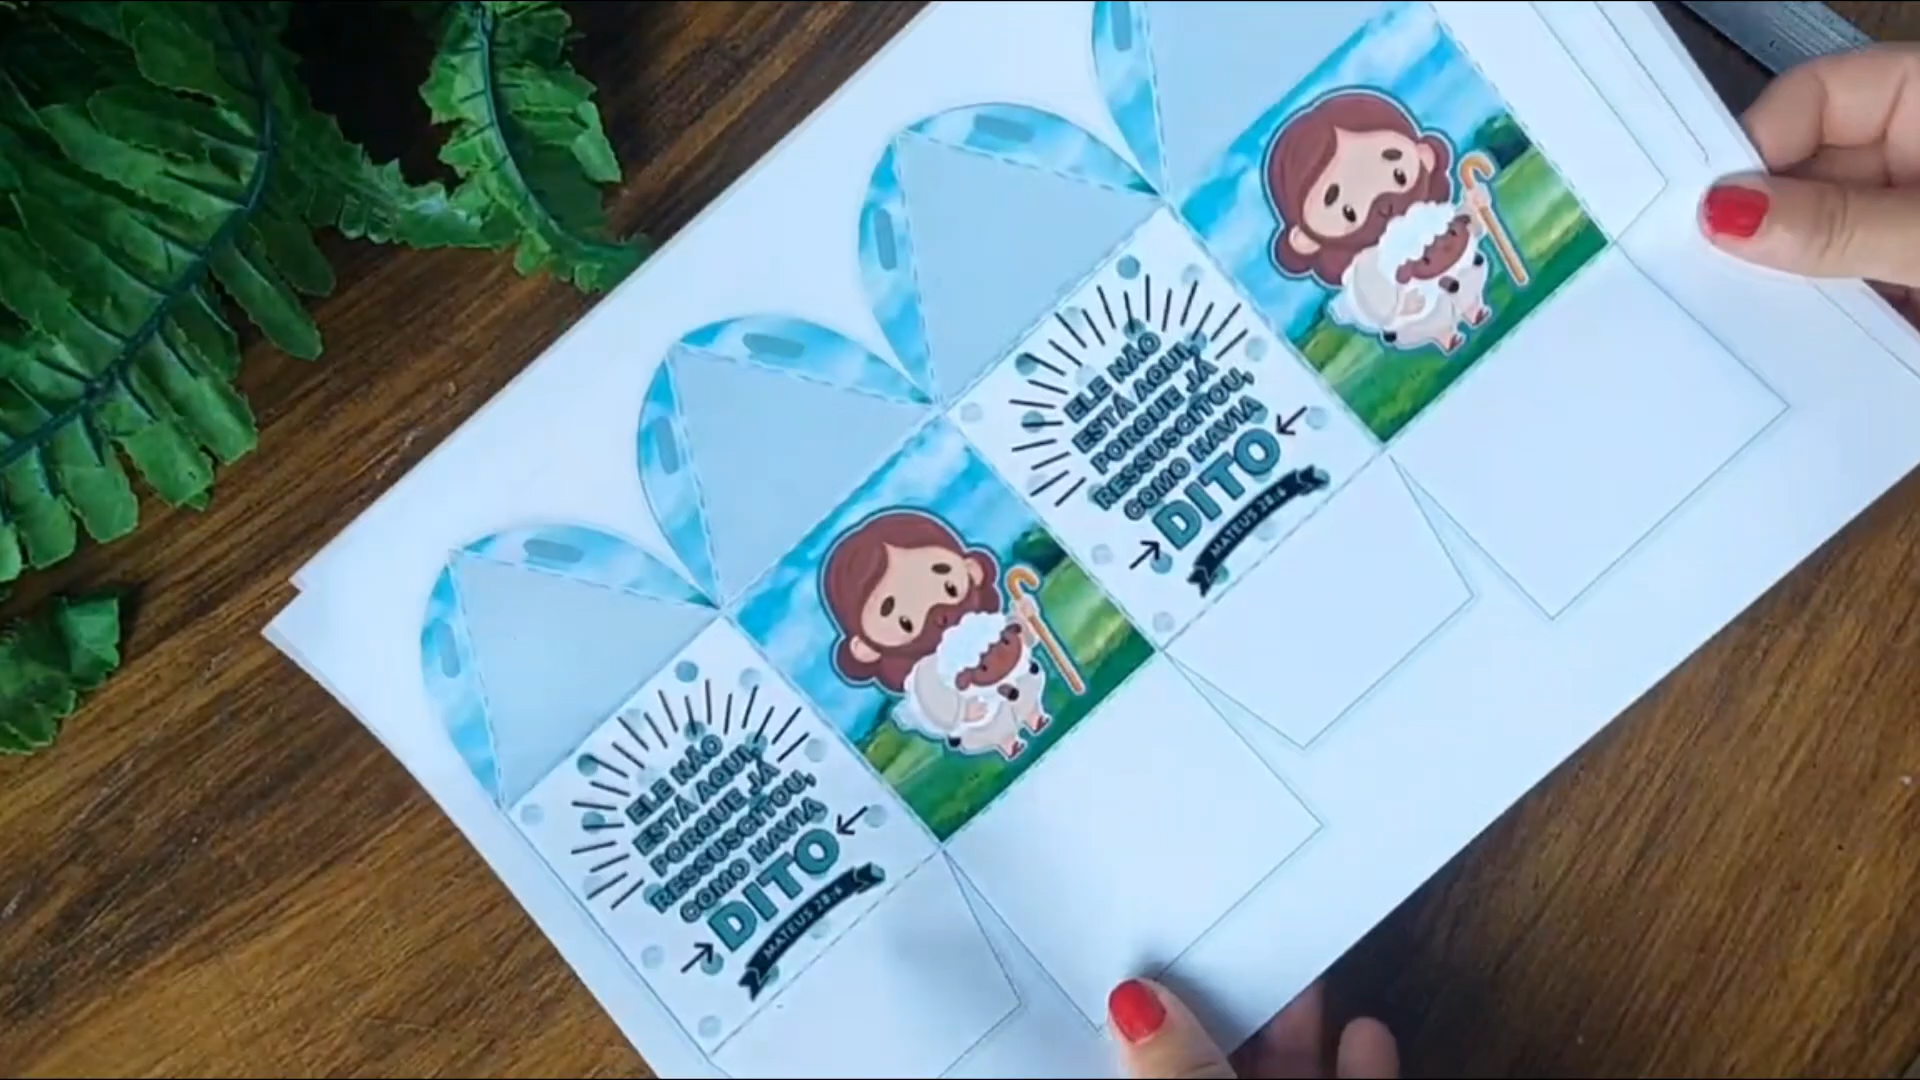 ELE NÃO
ESTÁ AQUI,
PORQUE JÁ
RESSUSCITOU,
COMO HAVIA
DITO
MATEUS 28:6
ELE NÃO
ESTÁ AQUI,
PORQUE JÁ
RESSUSCITOU,
COMO HAVIA
DITO
MATEUS 28:6